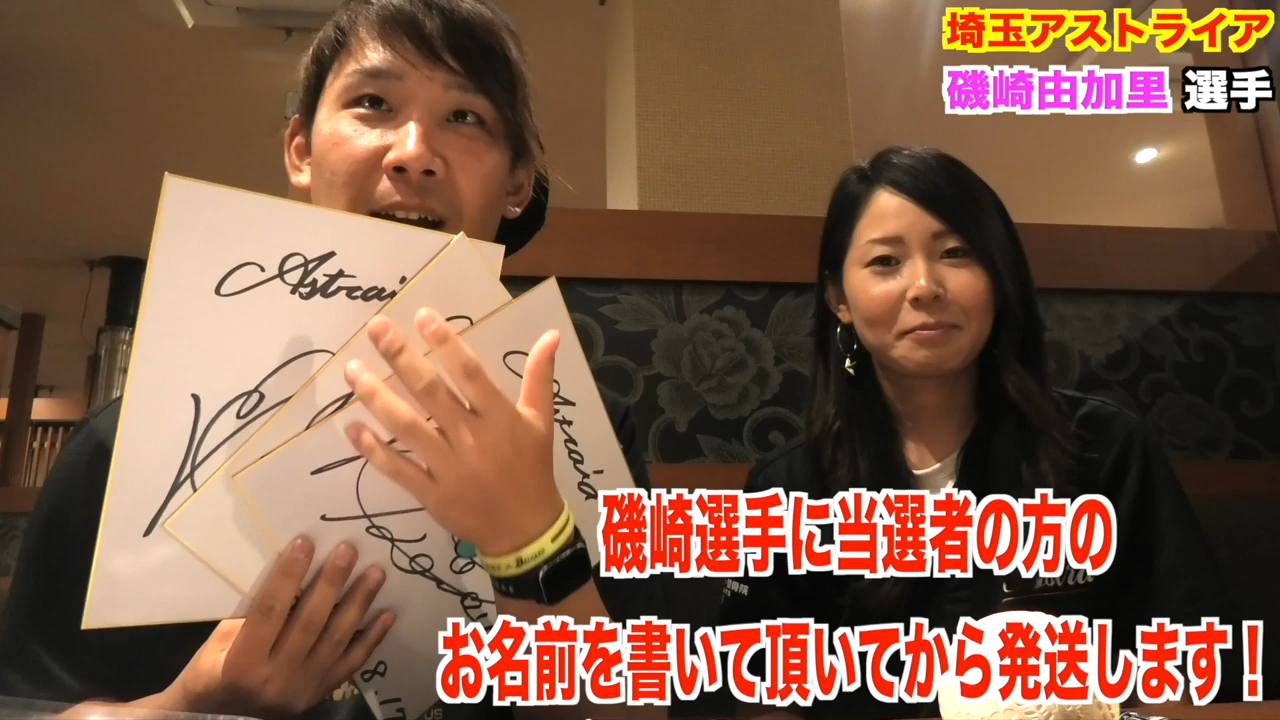 埼玉アストライア
磯崎由加里 選手
Astraia
磯崎選手に当選者の方の
お名前を書いて頂いてから発送します！